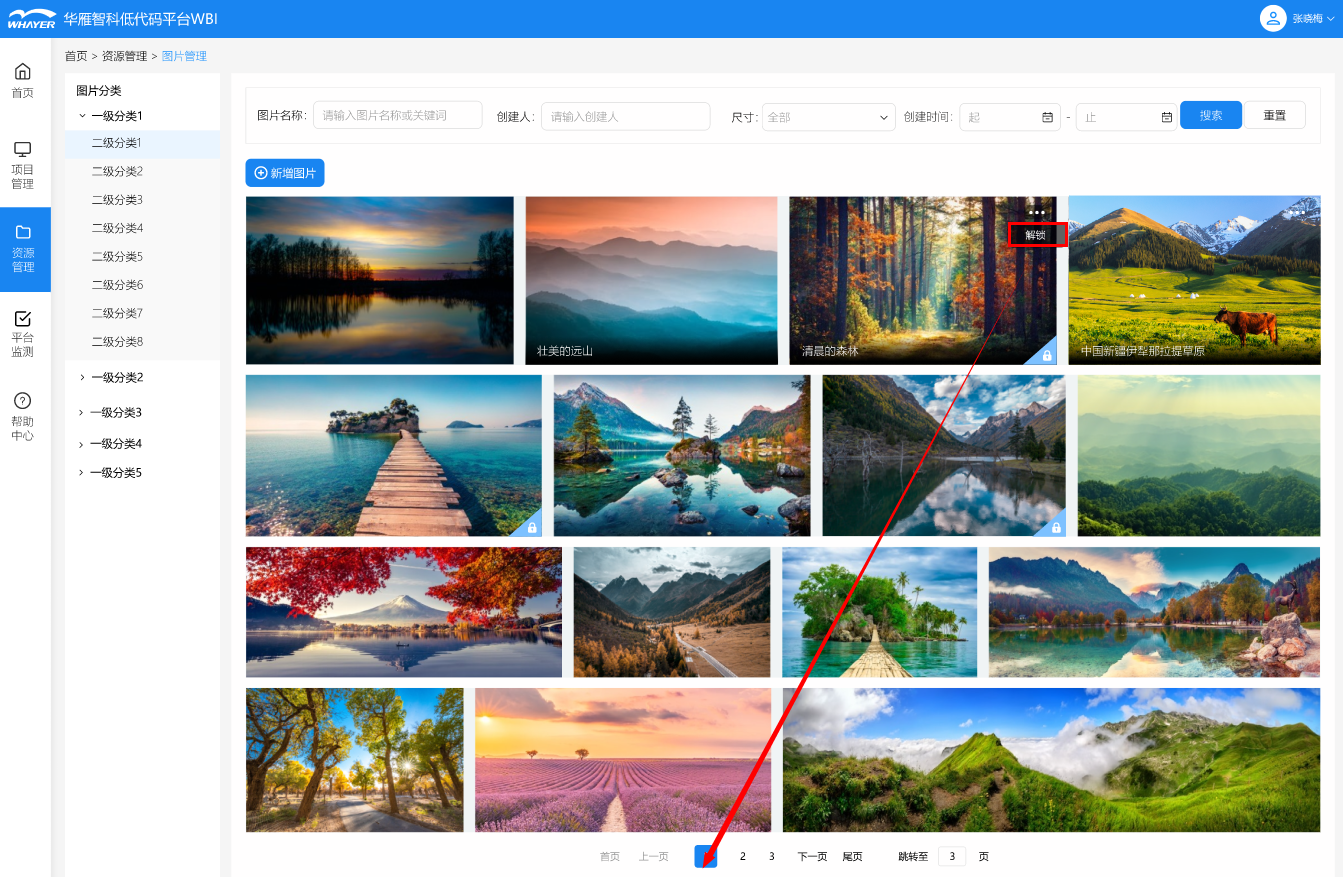 WHAYER 华雁智科低代码平台WBI
张晓梅
首页 > 资源管理 > 图片管理
首页
项目
管理
资源
管理
平台
监测
帮助
中心
图片分类
一级分类1
二级分类1
二级分类2
二级分类3
二级分类4
二级分类5
二级分类6
二级分类7
二级分类8
一级分类2
一级分类3
一级分类4
一级分类5
图片名称: 请输入图片名称或关键词 创建人: 请输入创建人 尺寸: 全部 创建时间: 起 - 止 搜索 重置
新增图片
解锁
壮美的远山
清晨的森林
中国新疆伊犁那拉提草原
首页 上一页 2 3 下一页 尾页 跳转至 3 页